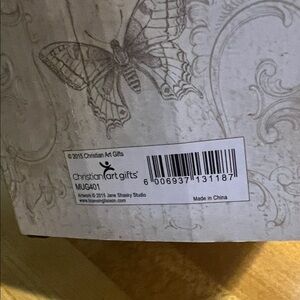 © 2015 Christian Art Gifts
Christian art gifts®
MUG401
Artwork © 2015 Jane Shasky Studio
www.bluewingliaison.com
6 006937 131187
Made in China